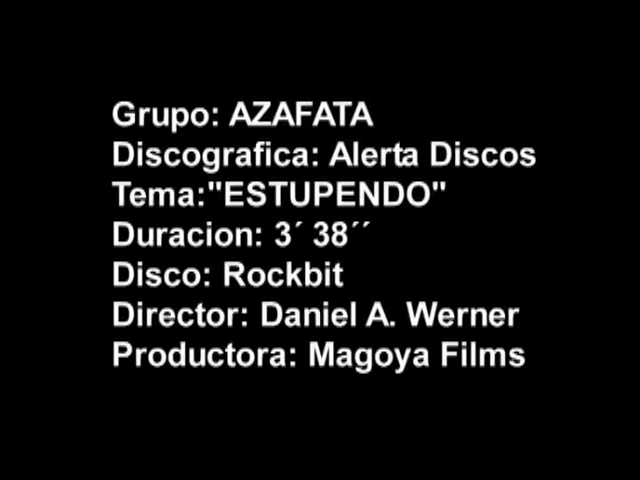 Grupo: AZAFATA
Discografica: Alerta Discos
Tema:"ESTUPENDO"
Duracion: 3´ 38´´
Disco: Rockbit
Director: Daniel A. Werner
Productora: Magoya Films